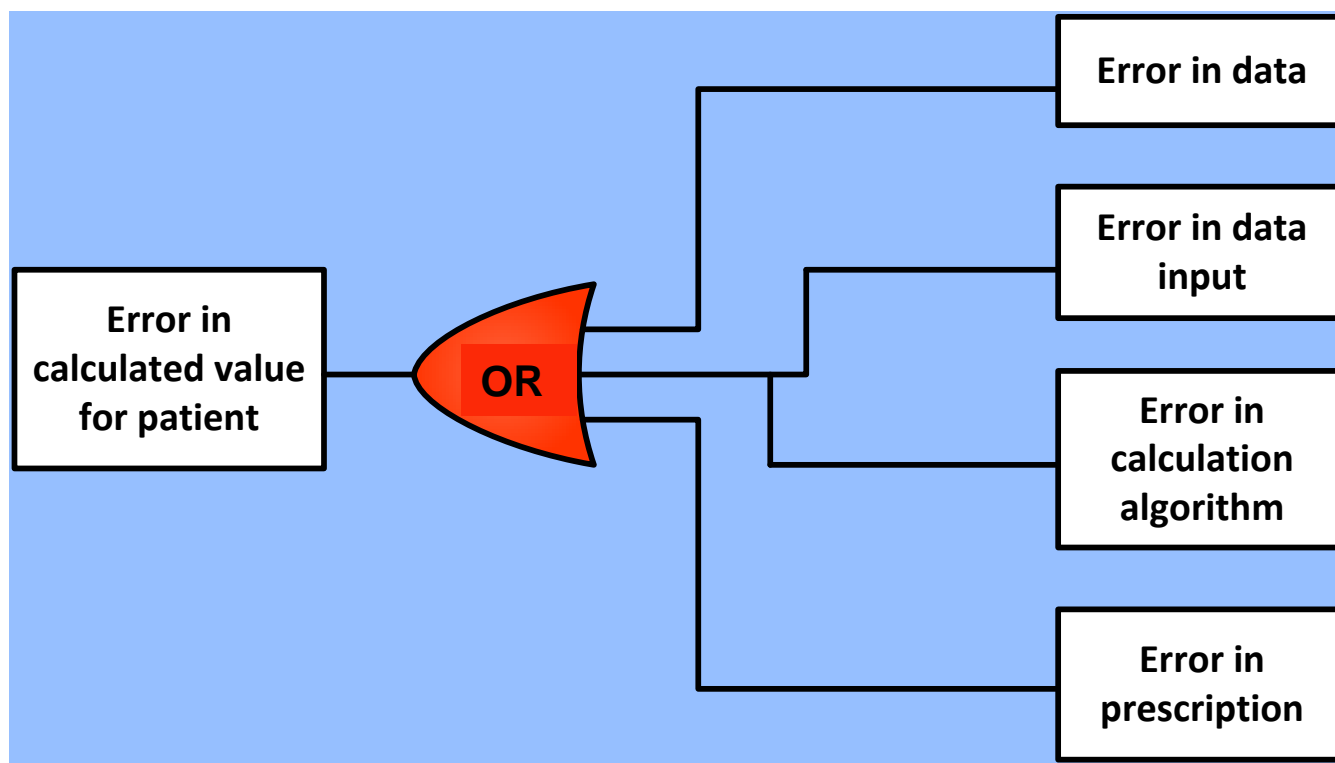 Error in
calculated value
for patient
OR
Error in data
Error in data
input
Error in
calculation
algorithm
Error in
prescription